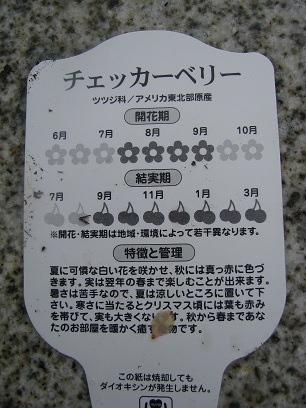 チェッカーベリー
ツツジ科/アメリカ東北部原産
開花期
6月 7月 8月 9月 10月
結実期
7月 9月 11月 1月 3月
※開花・結実期は地域・環境によって若干異なります。
特徴と管理
夏に可憐な白い花を咲かせ、秋には真っ赤に色づ
きます。実は翌年の春まで楽しむことが出来ます。
暑さは苦手なので、夏は涼しいところに置いて下
さい。寒さに当たるとクリスマス頃には葉も赤み
を帯びて、実も大きくな
ます。秋から春まであな
たのお部屋を暖かく癒す
物です。
この紙は焼却しても
ダイオキシンが発生しません。